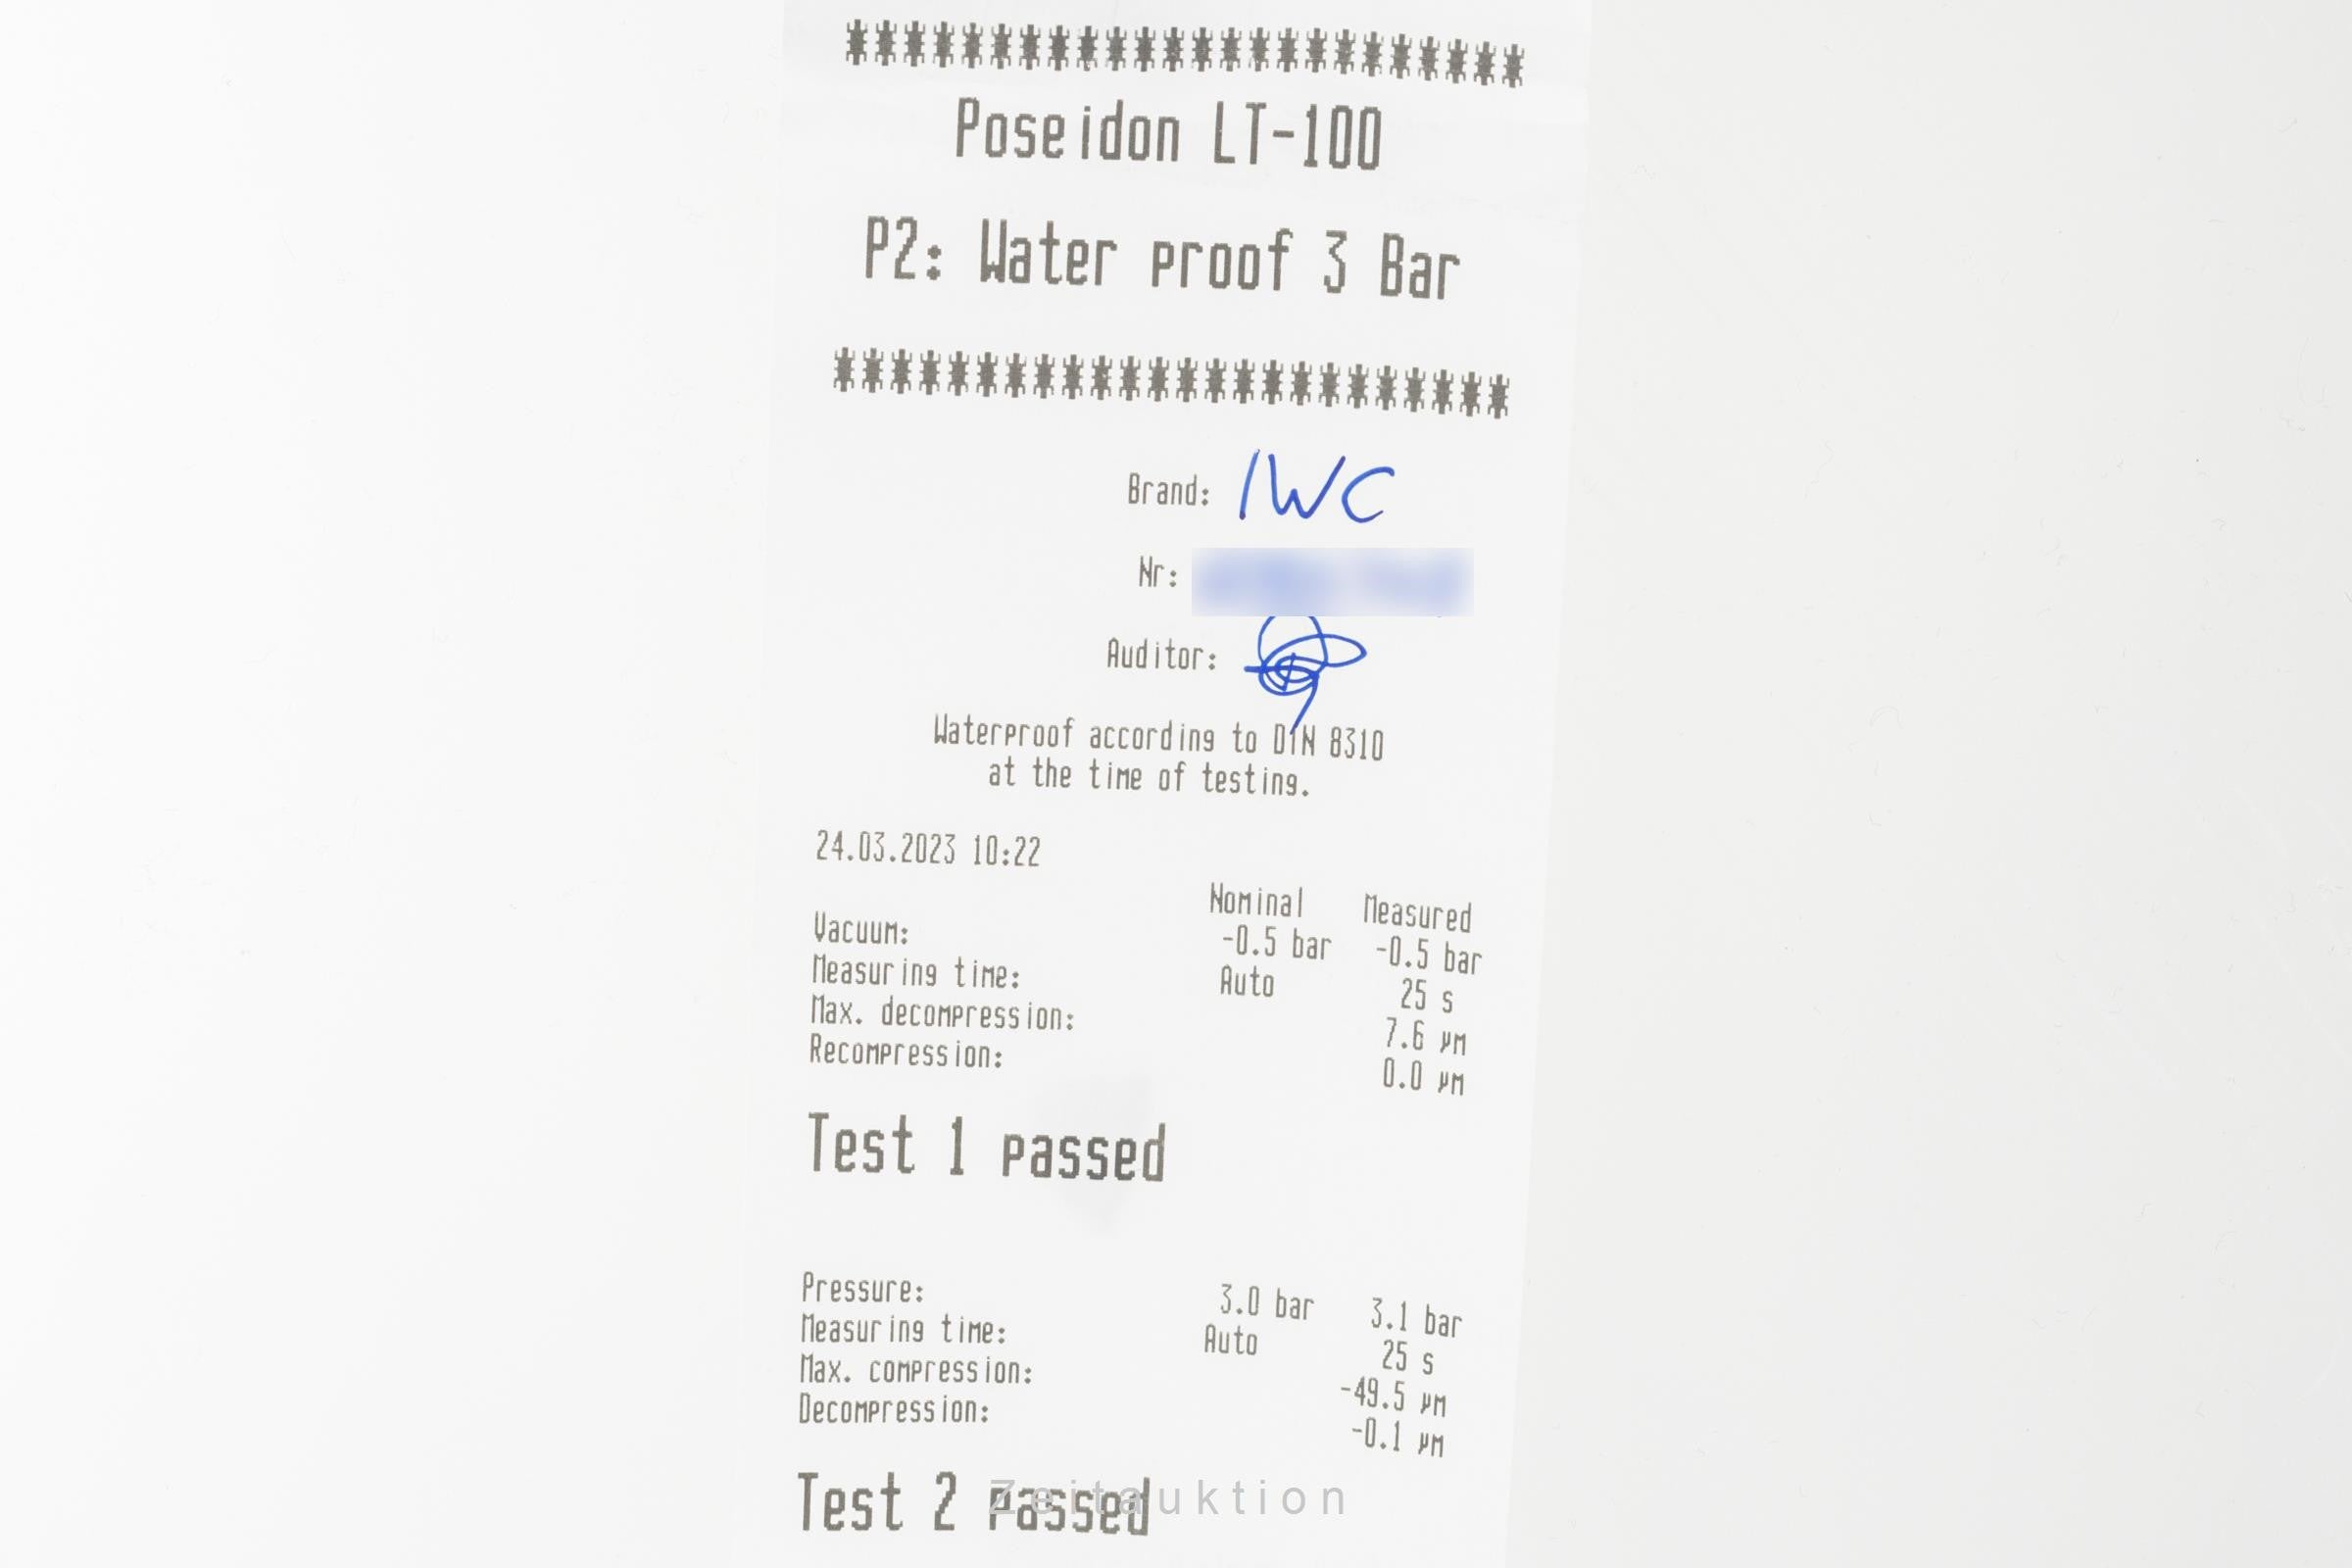 ************************
Poseidon LT-100
P2: Water proof 3 Bar
************************
Brand: IWC
Nr:
Auditor:
Waterproof according to DIN 8310
at the time of testing.
24.03.2023 10:22
Nominal Measured
Vacuum: -0.5 bar -0.5 bar
Measuring time: Auto 25 s
Max. decompression: 7.6 µm
Recompression: 0.0 µm
Test 1 passed
Pressure: 3.0 bar 3.1 bar
Measuring time: Auto 25 s
Max. compression: -49.5 µm
Decompression: -0.1 µm
Test 2 passed
Zeitauktion